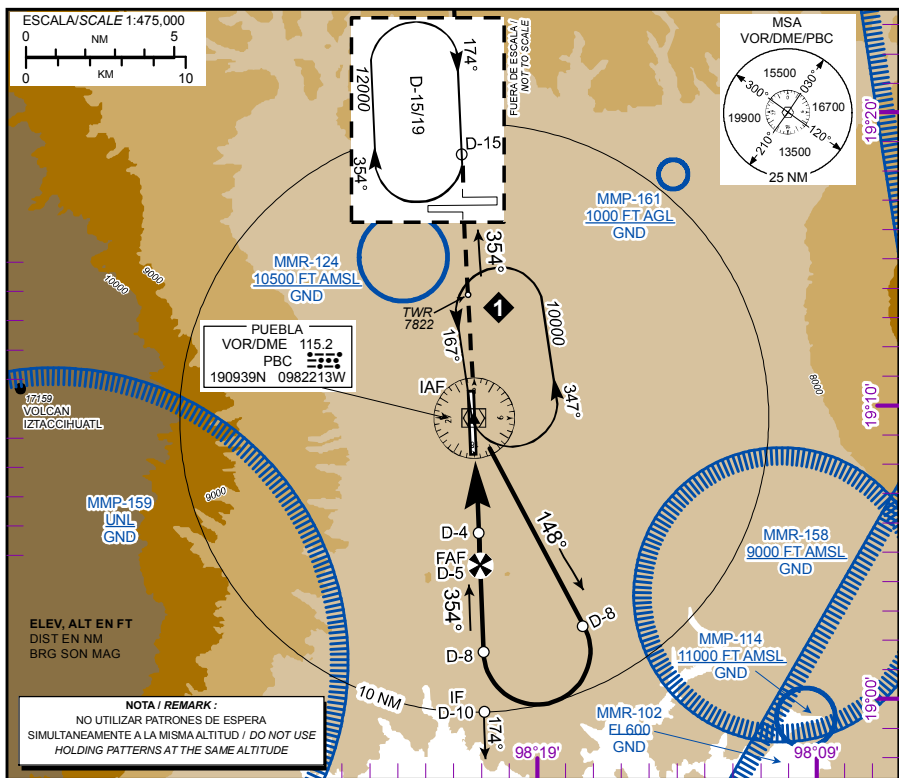 ESCALA/SCALE 1:475,000
0 NM 5
0 KM 10
12000
D-15/19
174°
354°
D-15
FUERA DE ESCALA /
NOT TO SCALE
MSA
VOR/DME/PBC
15500
030°
300°
16700
19900
120°
210°
13500
25 NM
19°20'
MMP-161
1000 FT AGL
GND
MMR-124
10500 FT AMSL
GND
10000
9000
354°
TWR
7822
1
10000
167°
347°
PUEBLA
VOR/DME 115.2
PBC
190939N 0982213W
IAF
17159
VOLCAN
IZTACCIHUATL
8000
19°10'
MMP-159
UNL
GND
9000
D-4
FAF
D-5
354°
148°
D-8
D-8
MMR-158
9000 FT AMSL
GND
ELEV, ALT EN FT
DIST EN NM
BRG SON MAG
MMP-114
11000 FT AMSL
GND
10 NM
IF
D-10
174°
MMR-102
FL600
GND
19°00'
NOTA / REMARK :
NO UTILIZAR PATRONES DE ESPERA
SIMULTANEAMENTE A LA MISMA ALTITUD / DO NOT USE
HOLDING PATTERNS AT THE SAME ALTITUDE
98°19'
98°09'